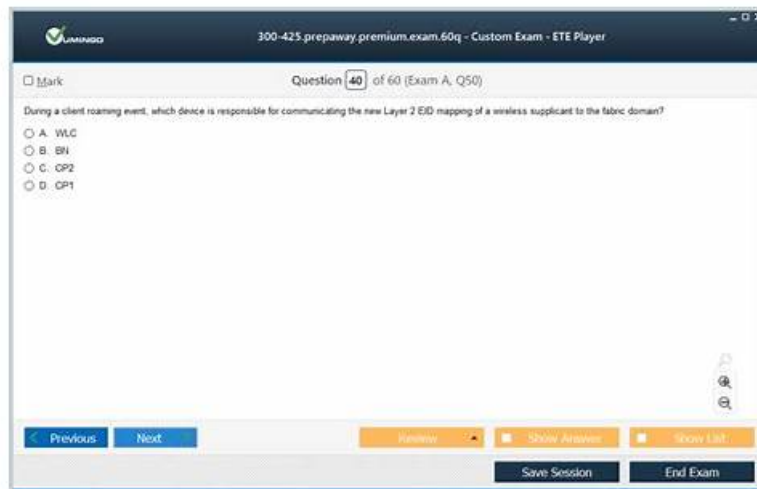 VUMINGO
300-425.prepaway.premium.exam.60q - Custom Exam - ETE Player
Mark
Question 40 of 60 (Exam A, Q50)
During a client roaming event, which device is responsible for communicating the new Layer 2 EID mapping of a wireless supplicant to the fabric domain?
A. WLC
B. BN
C. CP2
D. CP1
Previous
Next
Review
Show Answer
Show List
Save Session
End Exam